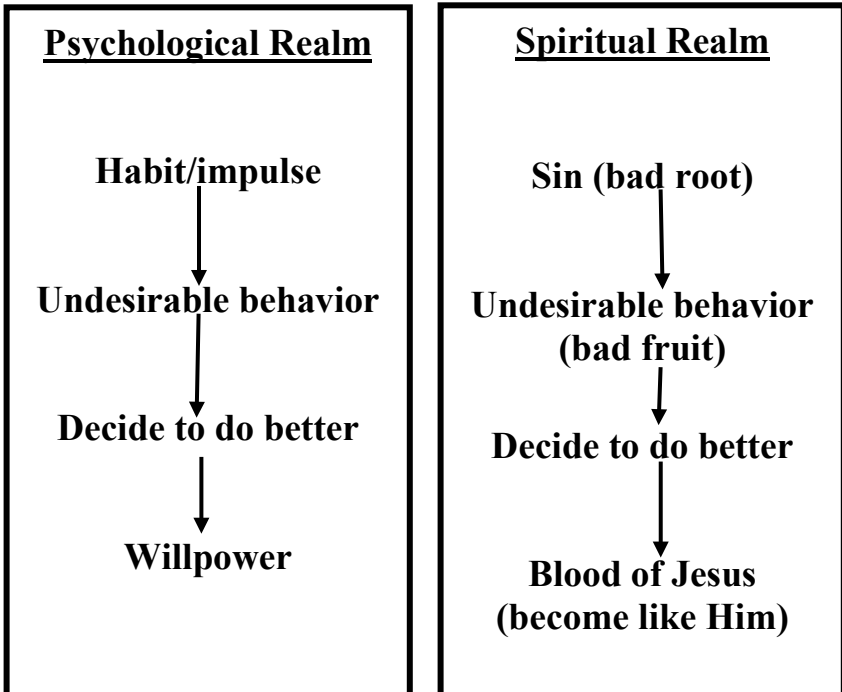 Psychological Realm
Habit/impulse
Undesirable behavior
Decide to do better
Willpower
Spiritual Realm
Sin (bad root)
Undesirable behavior
(bad fruit)
Decide to do better
Blood of Jesus
(become like Him)